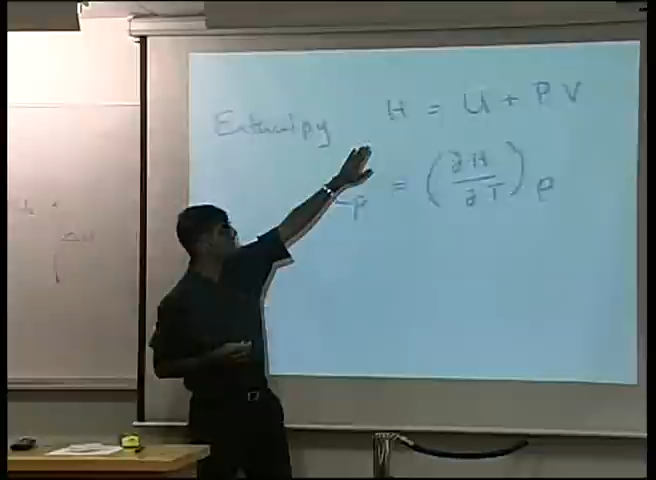 Enthalpy H = U + PV
P = (∂H/∂T) P